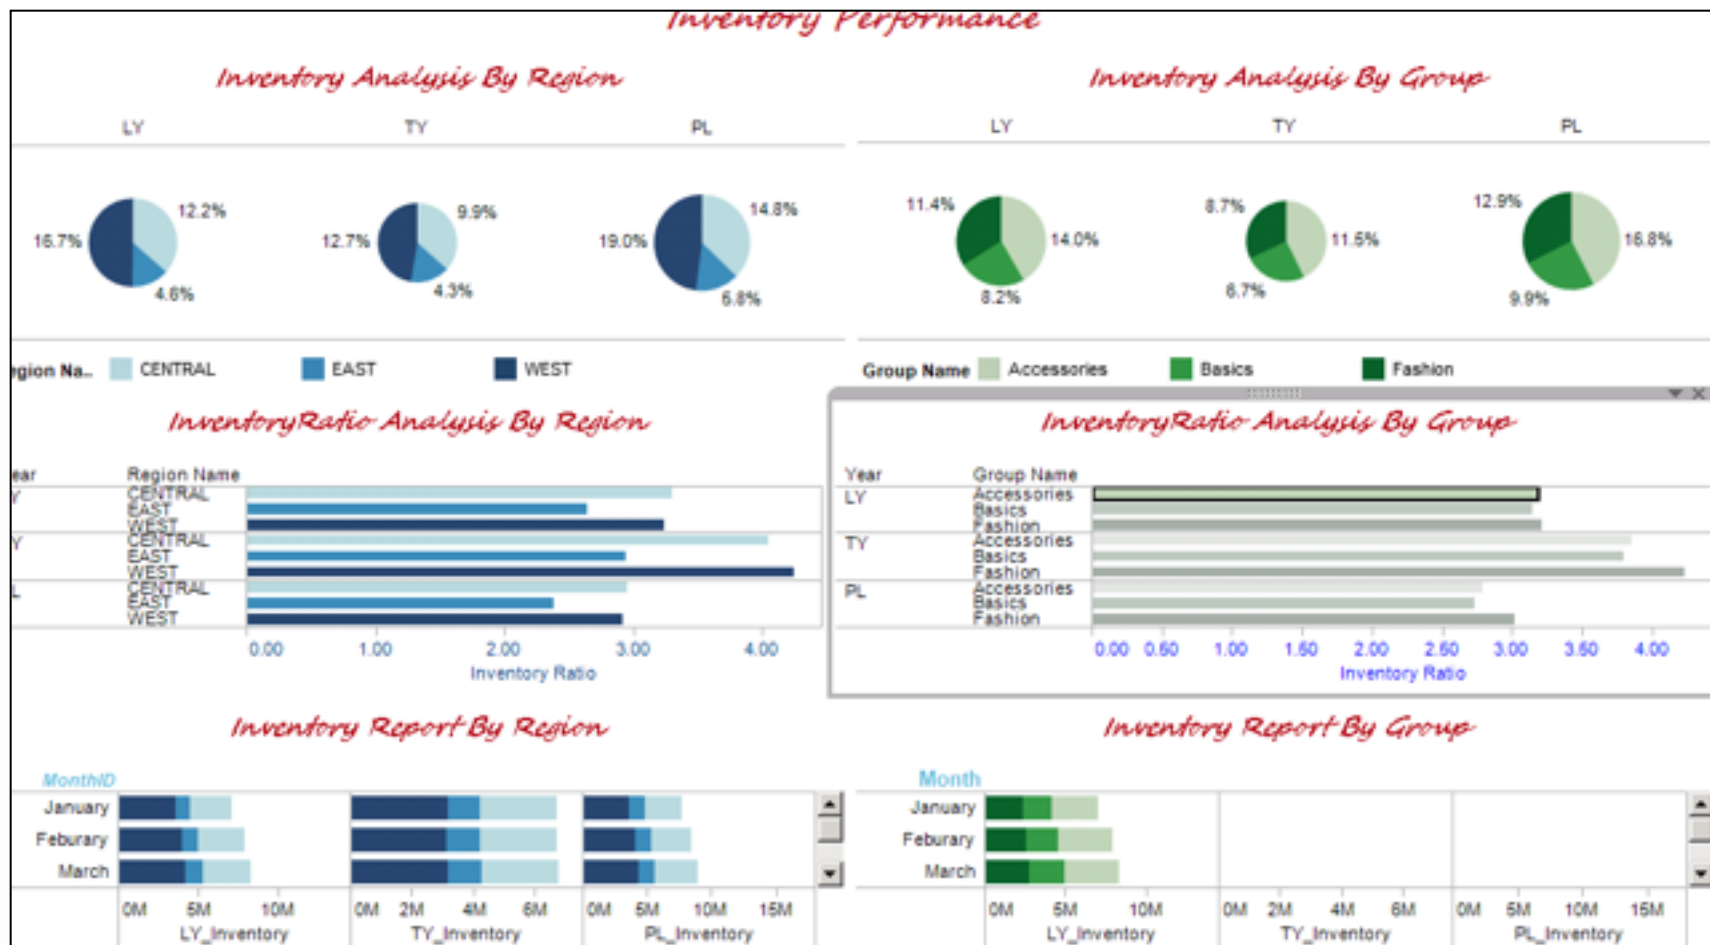 Inventory Performance
Inventory Analysis By Region
LY TY PL
12.2% 16.7% 4.6%
9.9% 12.7% 4.3%
14.8% 19.0% 6.8%
egion Na.. CENTRAL EAST WEST
Inventory Analysis By Group
LY TY PL
11.4% 14.0% 8.2%
8.7% 11.5% 6.7%
12.9% 16.8% 9.9%
Group Name Accessories Basics Fashion
InventoryRatio Analysis By Region
ear Region Name
Y CENTRAL
EAST
WEST
Y CENTRAL
EAST
WEST
L CENTRAL
EAST
WEST
0.00 1.00 2.00 3.00 4.00
Inventory Ratio
InventoryRatio Analysis By Group
Year Group Name
LY Accessories
Basics
Fashion
TY Accessories
Basics
Fashion
PL Accessories
Basics
Fashion
0.00 0.50 1.00 1.50 2.00 2.50 3.00 3.50 4.00
Inventory Ratio
Inventory Report By Region
MonthID
January
Feburary
March
0M 5M 10M 0M 2M 4M 6M 0M 5M 10M 15M
LY_Inventory TY_Inventory PL_Inventory
Inventory Report By Group
Month
January
Feburary
March
0M 5M 10M 0M 2M 4M 6M 0M 5M 10M 15M
LY_Inventory TY_Inventory PL_Inventory